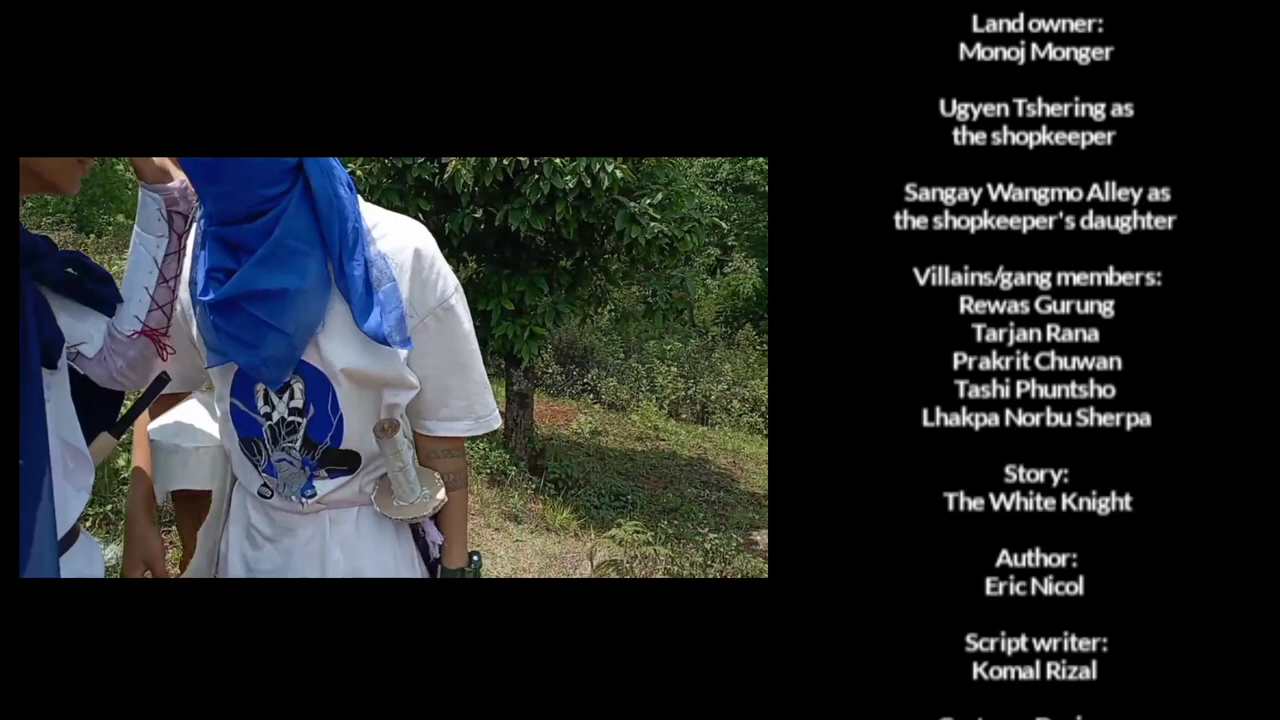 Land owner:
Monoj Monger
Ugyen Tshering as
the shopkeeper
Sangay Wangmo Alley as
the shopkeeper's daughter
Villains/gang members:
Rewas Gurung
Tarjan Rana
Prakrit Chuwan
Tashi Phuntsho
Lhakpa Norbu Sherpa
Story:
The White Knight
Author:
Eric Nicol
Script writer:
Komal Rizal